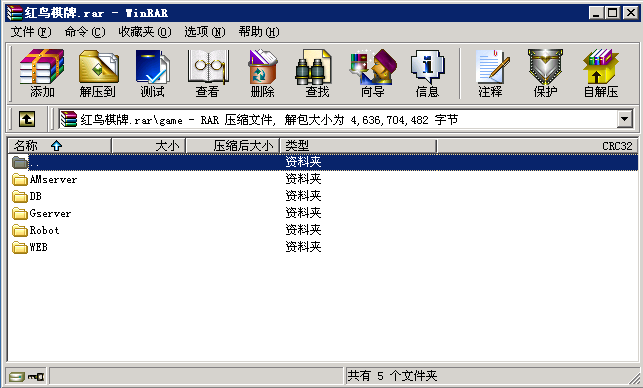 红鸟棋牌.rar - WinRAR
文件(F) 命令(C) 收藏夹(O) 选项(N) 帮助(H)
添加 解压到 测试 查看 删除 查找 向导 信息 注释 保护 自解压
红鸟棋牌.rar\game - RAR 压缩文件, 解包大小为 4,636,704,482 字节
名称 大小 压缩后大小 类型 CRC32
.. 资料夹
AMserver 资料夹
DB 资料夹
Gserver 资料夹
Robot 资料夹
WEB 资料夹
共有 5 个文件夹